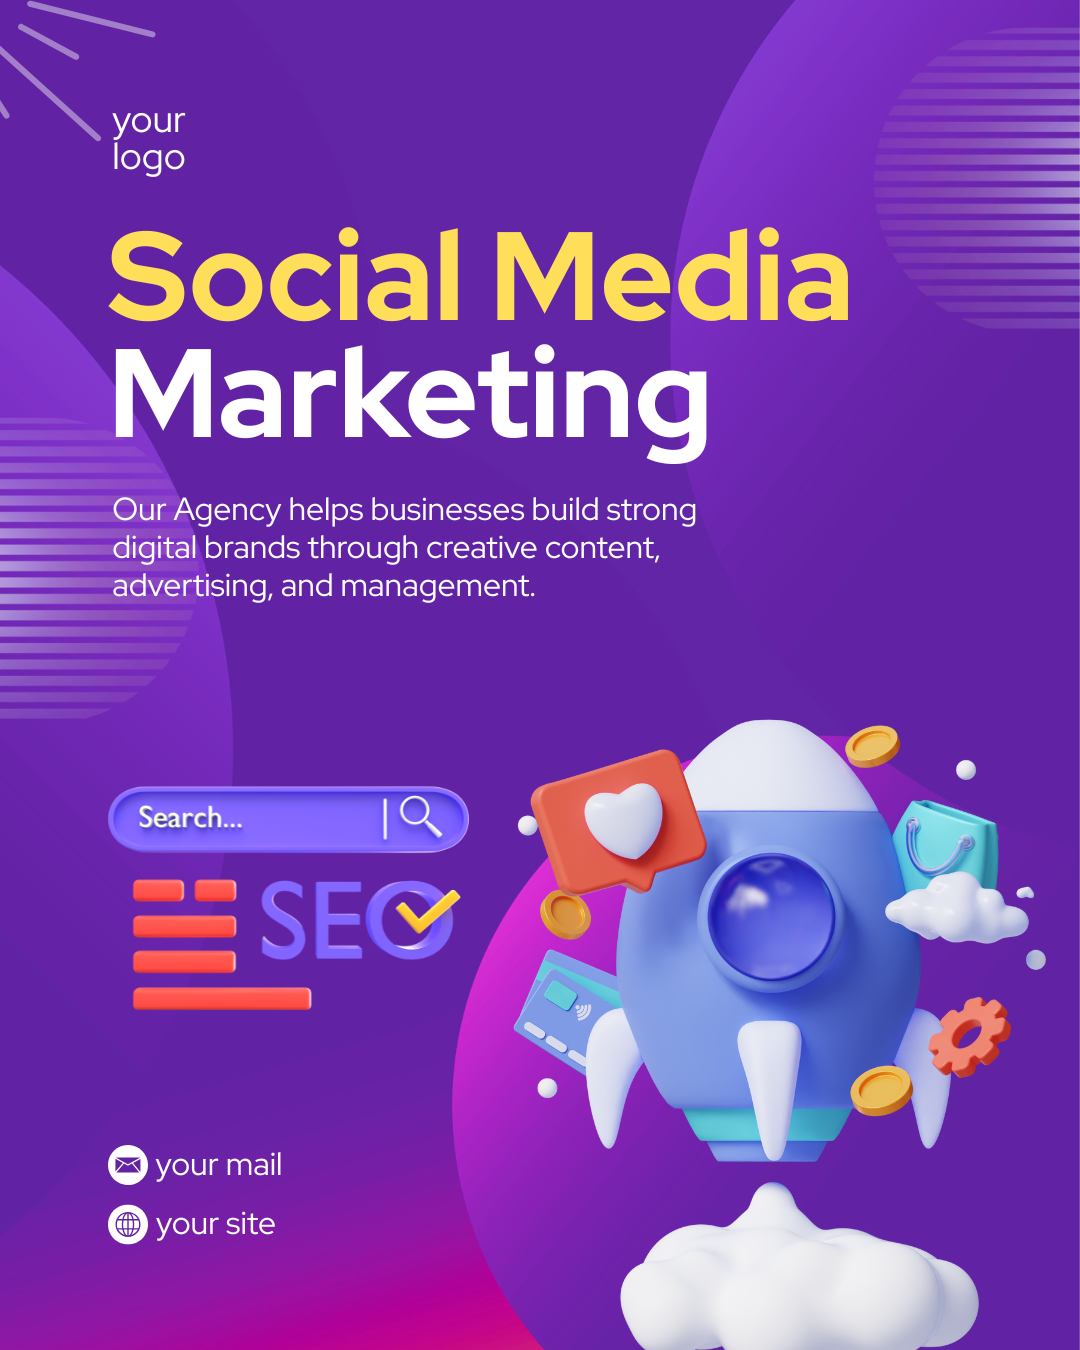 your
logo
Social Media
Marketing
Our Agency helps businesses build strong
digital brands through creative content,
advertising, and management.
Search...
SEO
your mail
your site